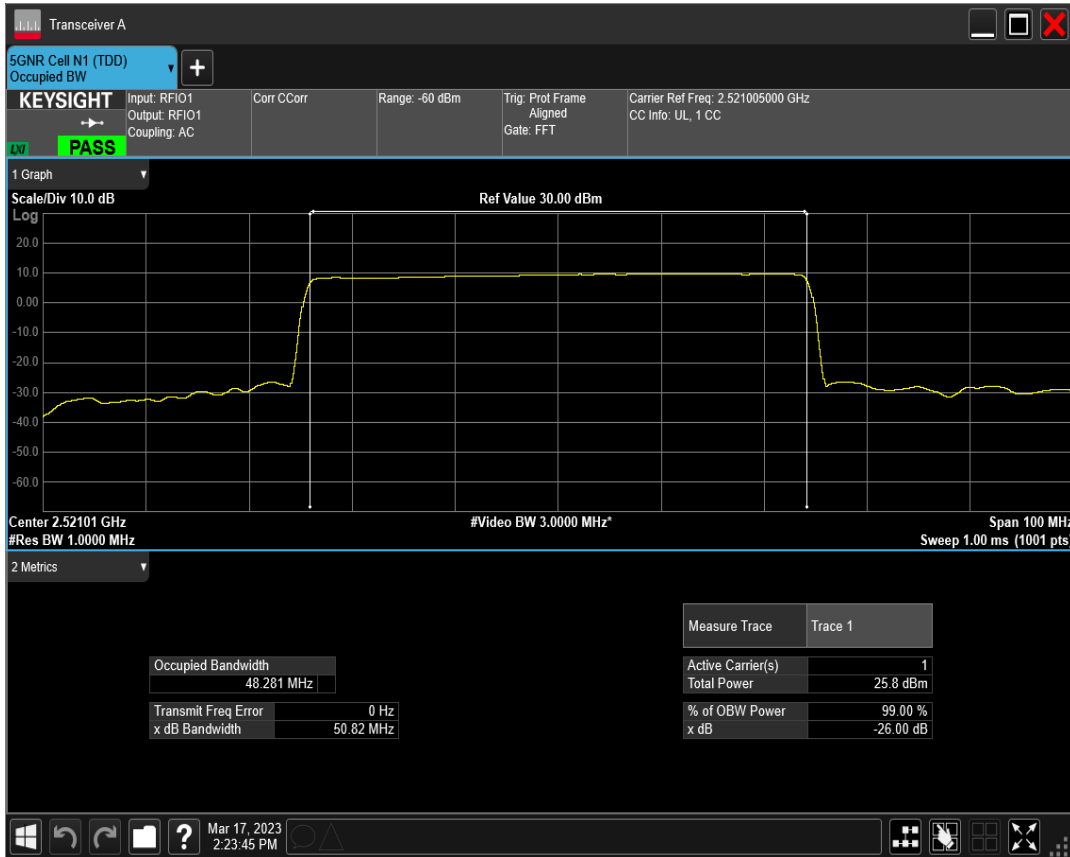 Transceiver A
5GNR Cell N1 (TDD)
Occupied BW
+
KEYSIGHT
LXI
PASS
Input: RFIO1
Output: RFIO1
Coupling: AC
Corr CCorr
Range: -60 dBm
Trig: Prot Frame
Aligned
Gate: FFT
Carrier Ref Freq: 2.521005000 GHz
CC Info: UL, 1 CC
1 Graph
Scale/Div 10.0 dB
Ref Value 30.00 dBm
Log
20.0
10.0
0.00
-10.0
-20.0
-30.0
-40.0
-50.0
-60.0
Center 2.52101 GHz
#Video BW 3.0000 MHz*
Span 100 MHz
#Res BW 1.0000 MHz
Sweep 1.00 ms (1001 pts)
2 Metrics
Measure Trace Trace 1
Occupied Bandwidth
48.281 MHz
Active Carrier(s) 1
Total Power 25.8 dBm
Transmit Freq Error 0 Hz
x dB Bandwidth 50.82 MHz
% of OBW Power 99.00 %
x dB -26.00 dB
?
Mar 17, 2023
2:23:45 PM